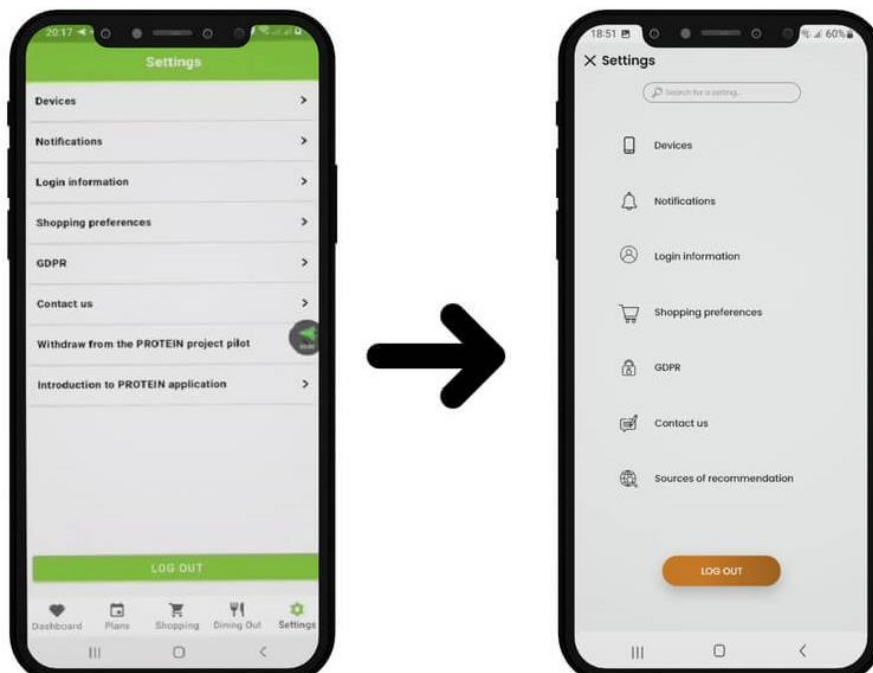 20:17
Settings
Devices
Notifications
Login information
Shopping preferences
GDPR
Contact us
Withdraw from the PROTEIN project pilot
Introduction to PROTEIN application
LOG OUT
Dashboard Plans Shopping Dining Out Settings
18:51 60%
Settings
Search for a setting..
Devices
Notifications
Login information
Shopping preferences
GDPR
Contact us
Sources of recommendation
LOG OUT